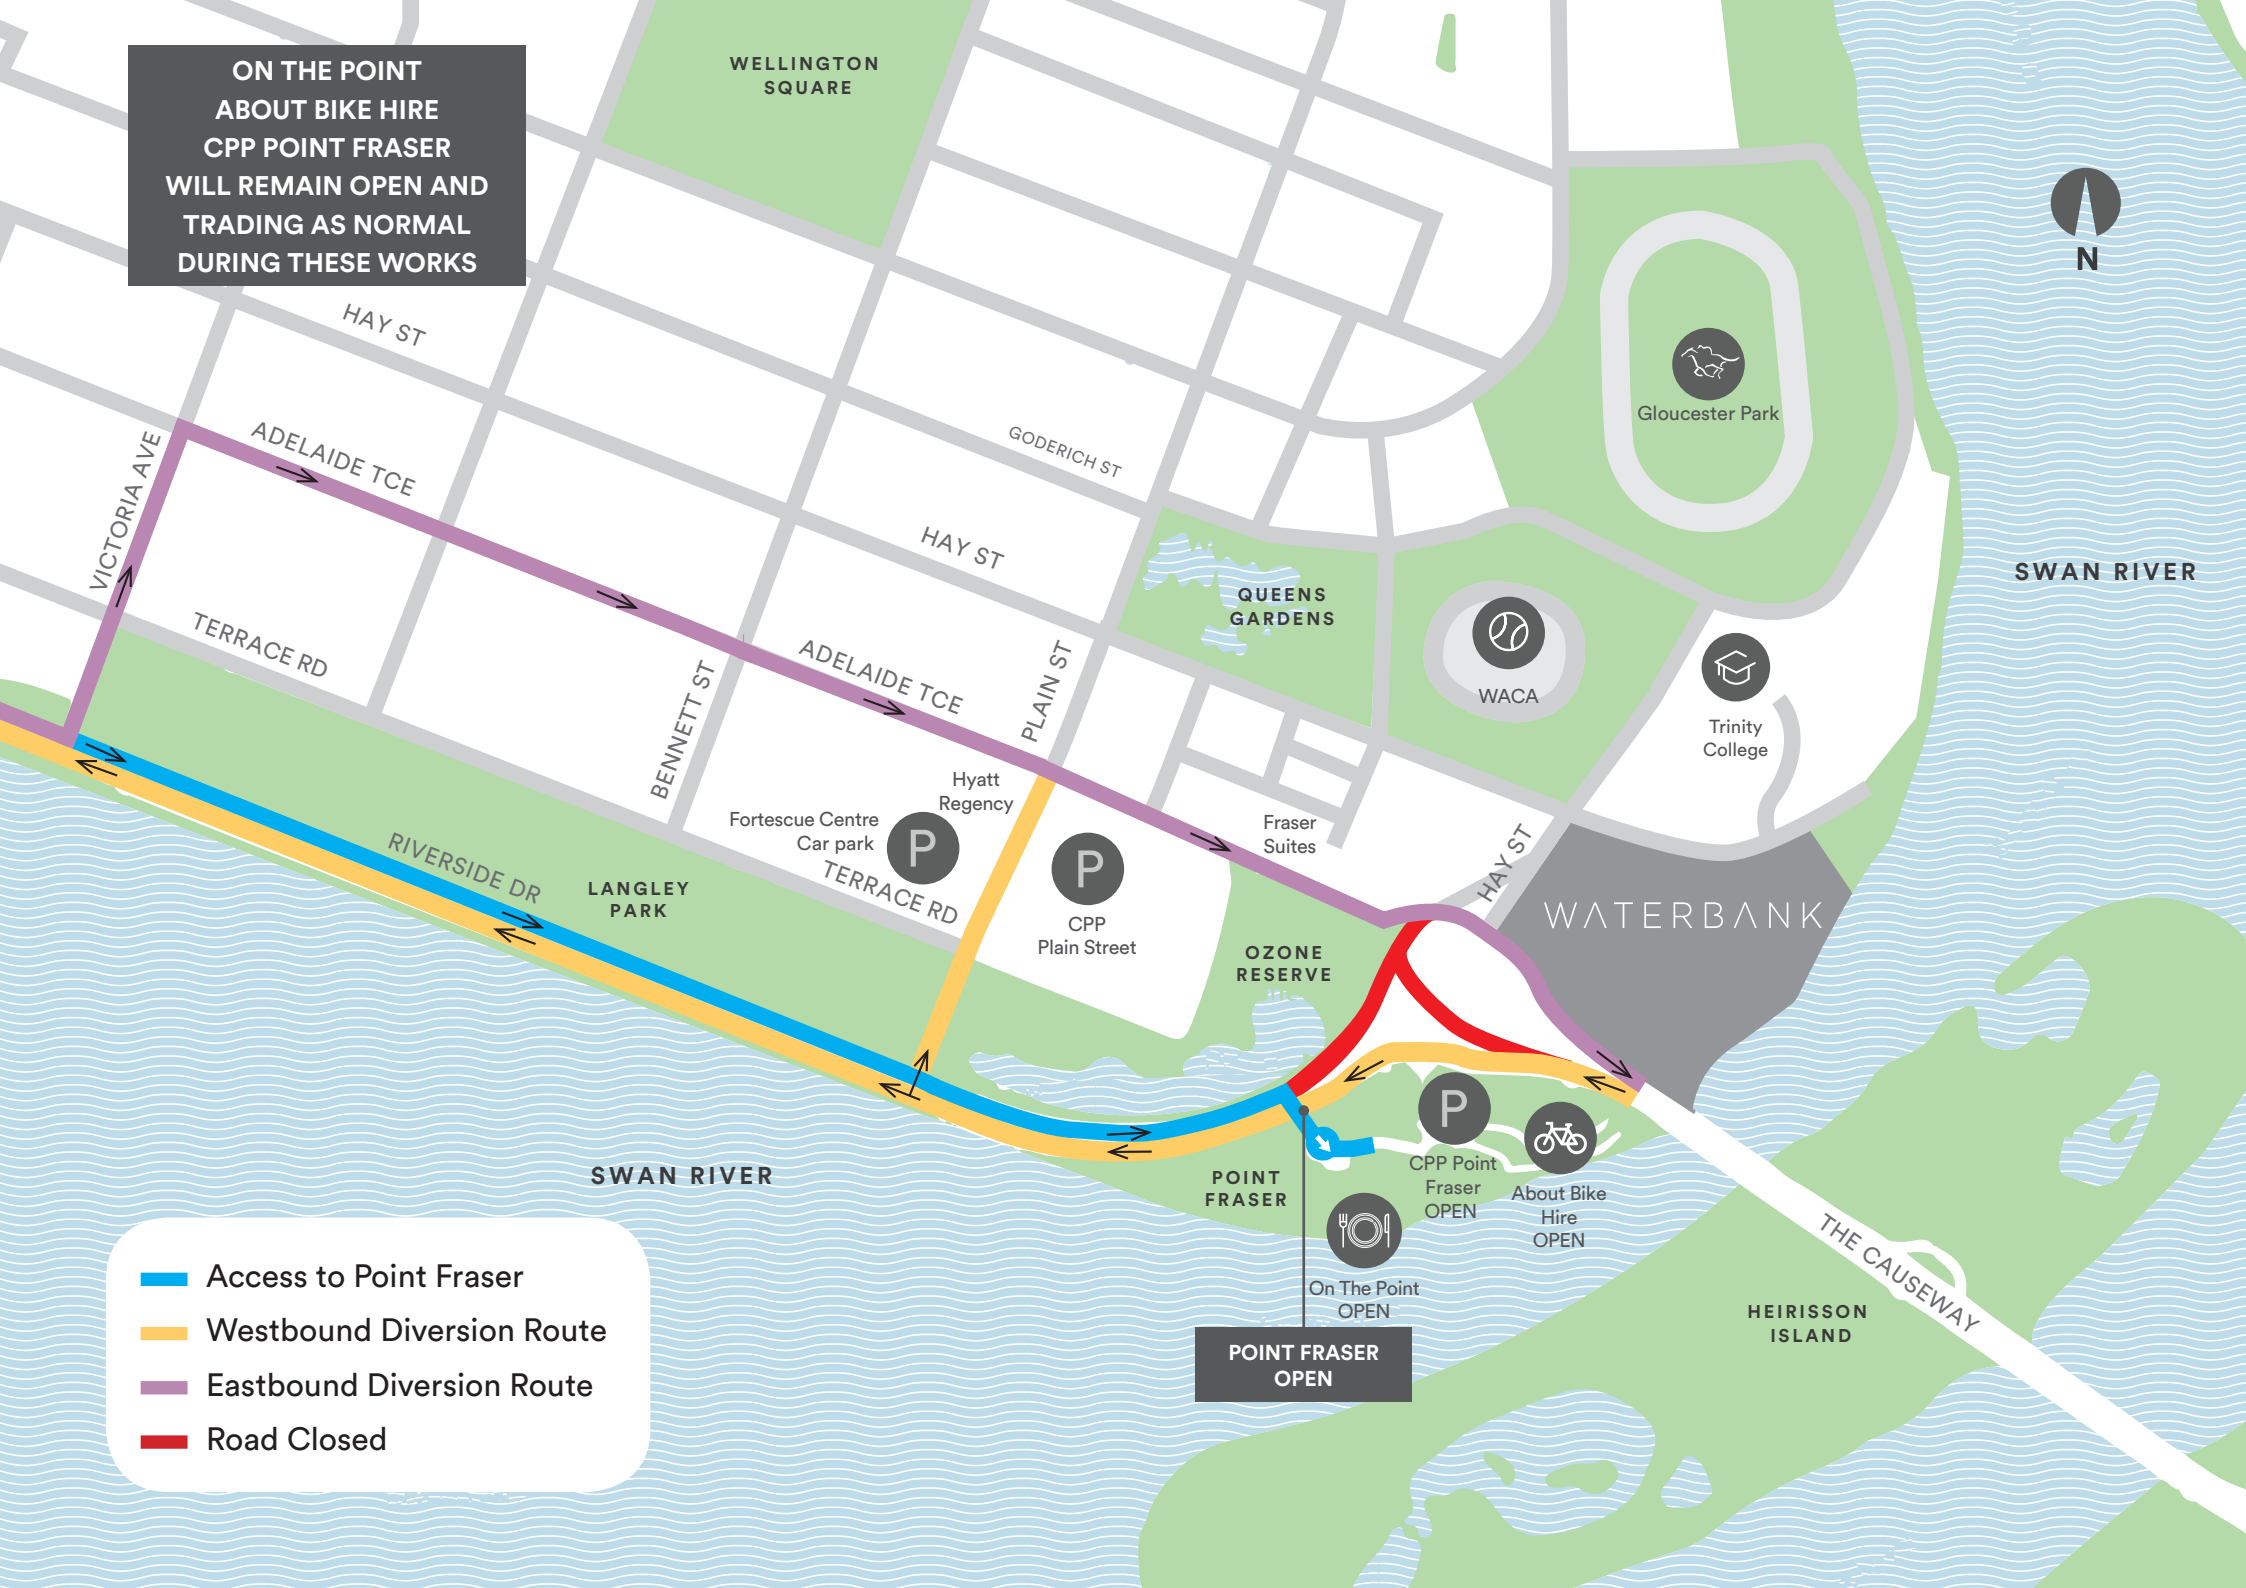 ON THE POINT
ABOUT BIKE HIRE
CPP POINT FRASER
WILL REMAIN OPEN AND
TRADING AS NORMAL
DURING THESE WORKS
WELLINGTON
SQUARE
N
HAY ST
Gloucester Park
ADELAIDE TCE
GODERICH ST
VICTORIA AVE
HAY ST
SWAN RIVER
QUEENS
GARDENS
TERRACE RD
WACA
Trinity
College
ADELAIDE TCE
PLAIN ST
BENNETT ST
Hyatt
Regency
Fortescue Centre
Car park
P
P
TERRACE RD
CPP
Plain Street
Fraser
Suites
HAY ST
WATERBANK
RIVERSIDE DR
LANGLEY
PARK
OZONE
RESERVE
P
CPP Point
Fraser
OPEN
About Bike
Hire
OPEN
POINT
FRASER
On The Point
OPEN
POINT FRASER
OPEN
SWAN RIVER
THE CAUSEWAY
HEIRISSON
ISLAND
Access to Point Fraser
Westbound Diversion Route
Eastbound Diversion Route
Road Closed